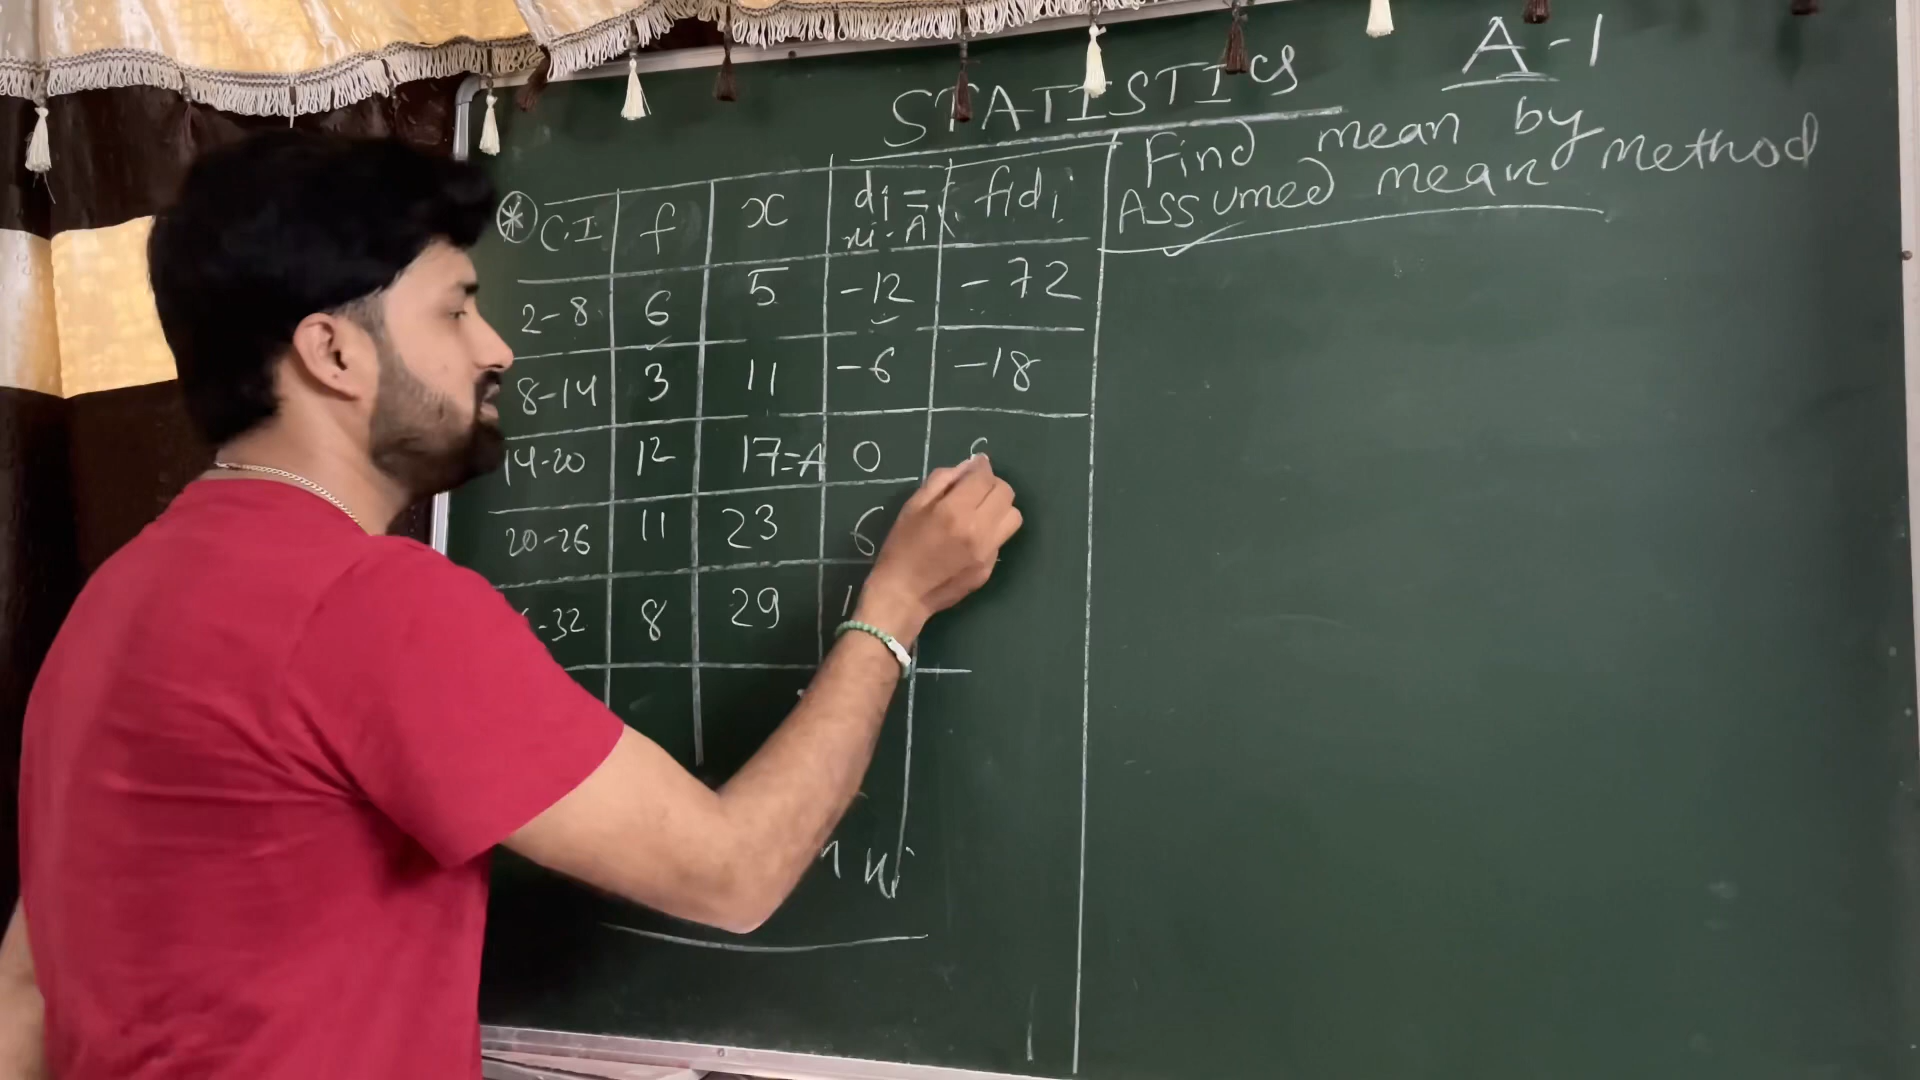 STATISTICS
A-1
Find mean by
Assumed mean Method
C.I f x di = xi - A fidi
2-8 6 5 -12 -72
8-14 3 11 -6 -18
14-20 12 17=A 0
20-26 11 23 6
-32 8 29 1